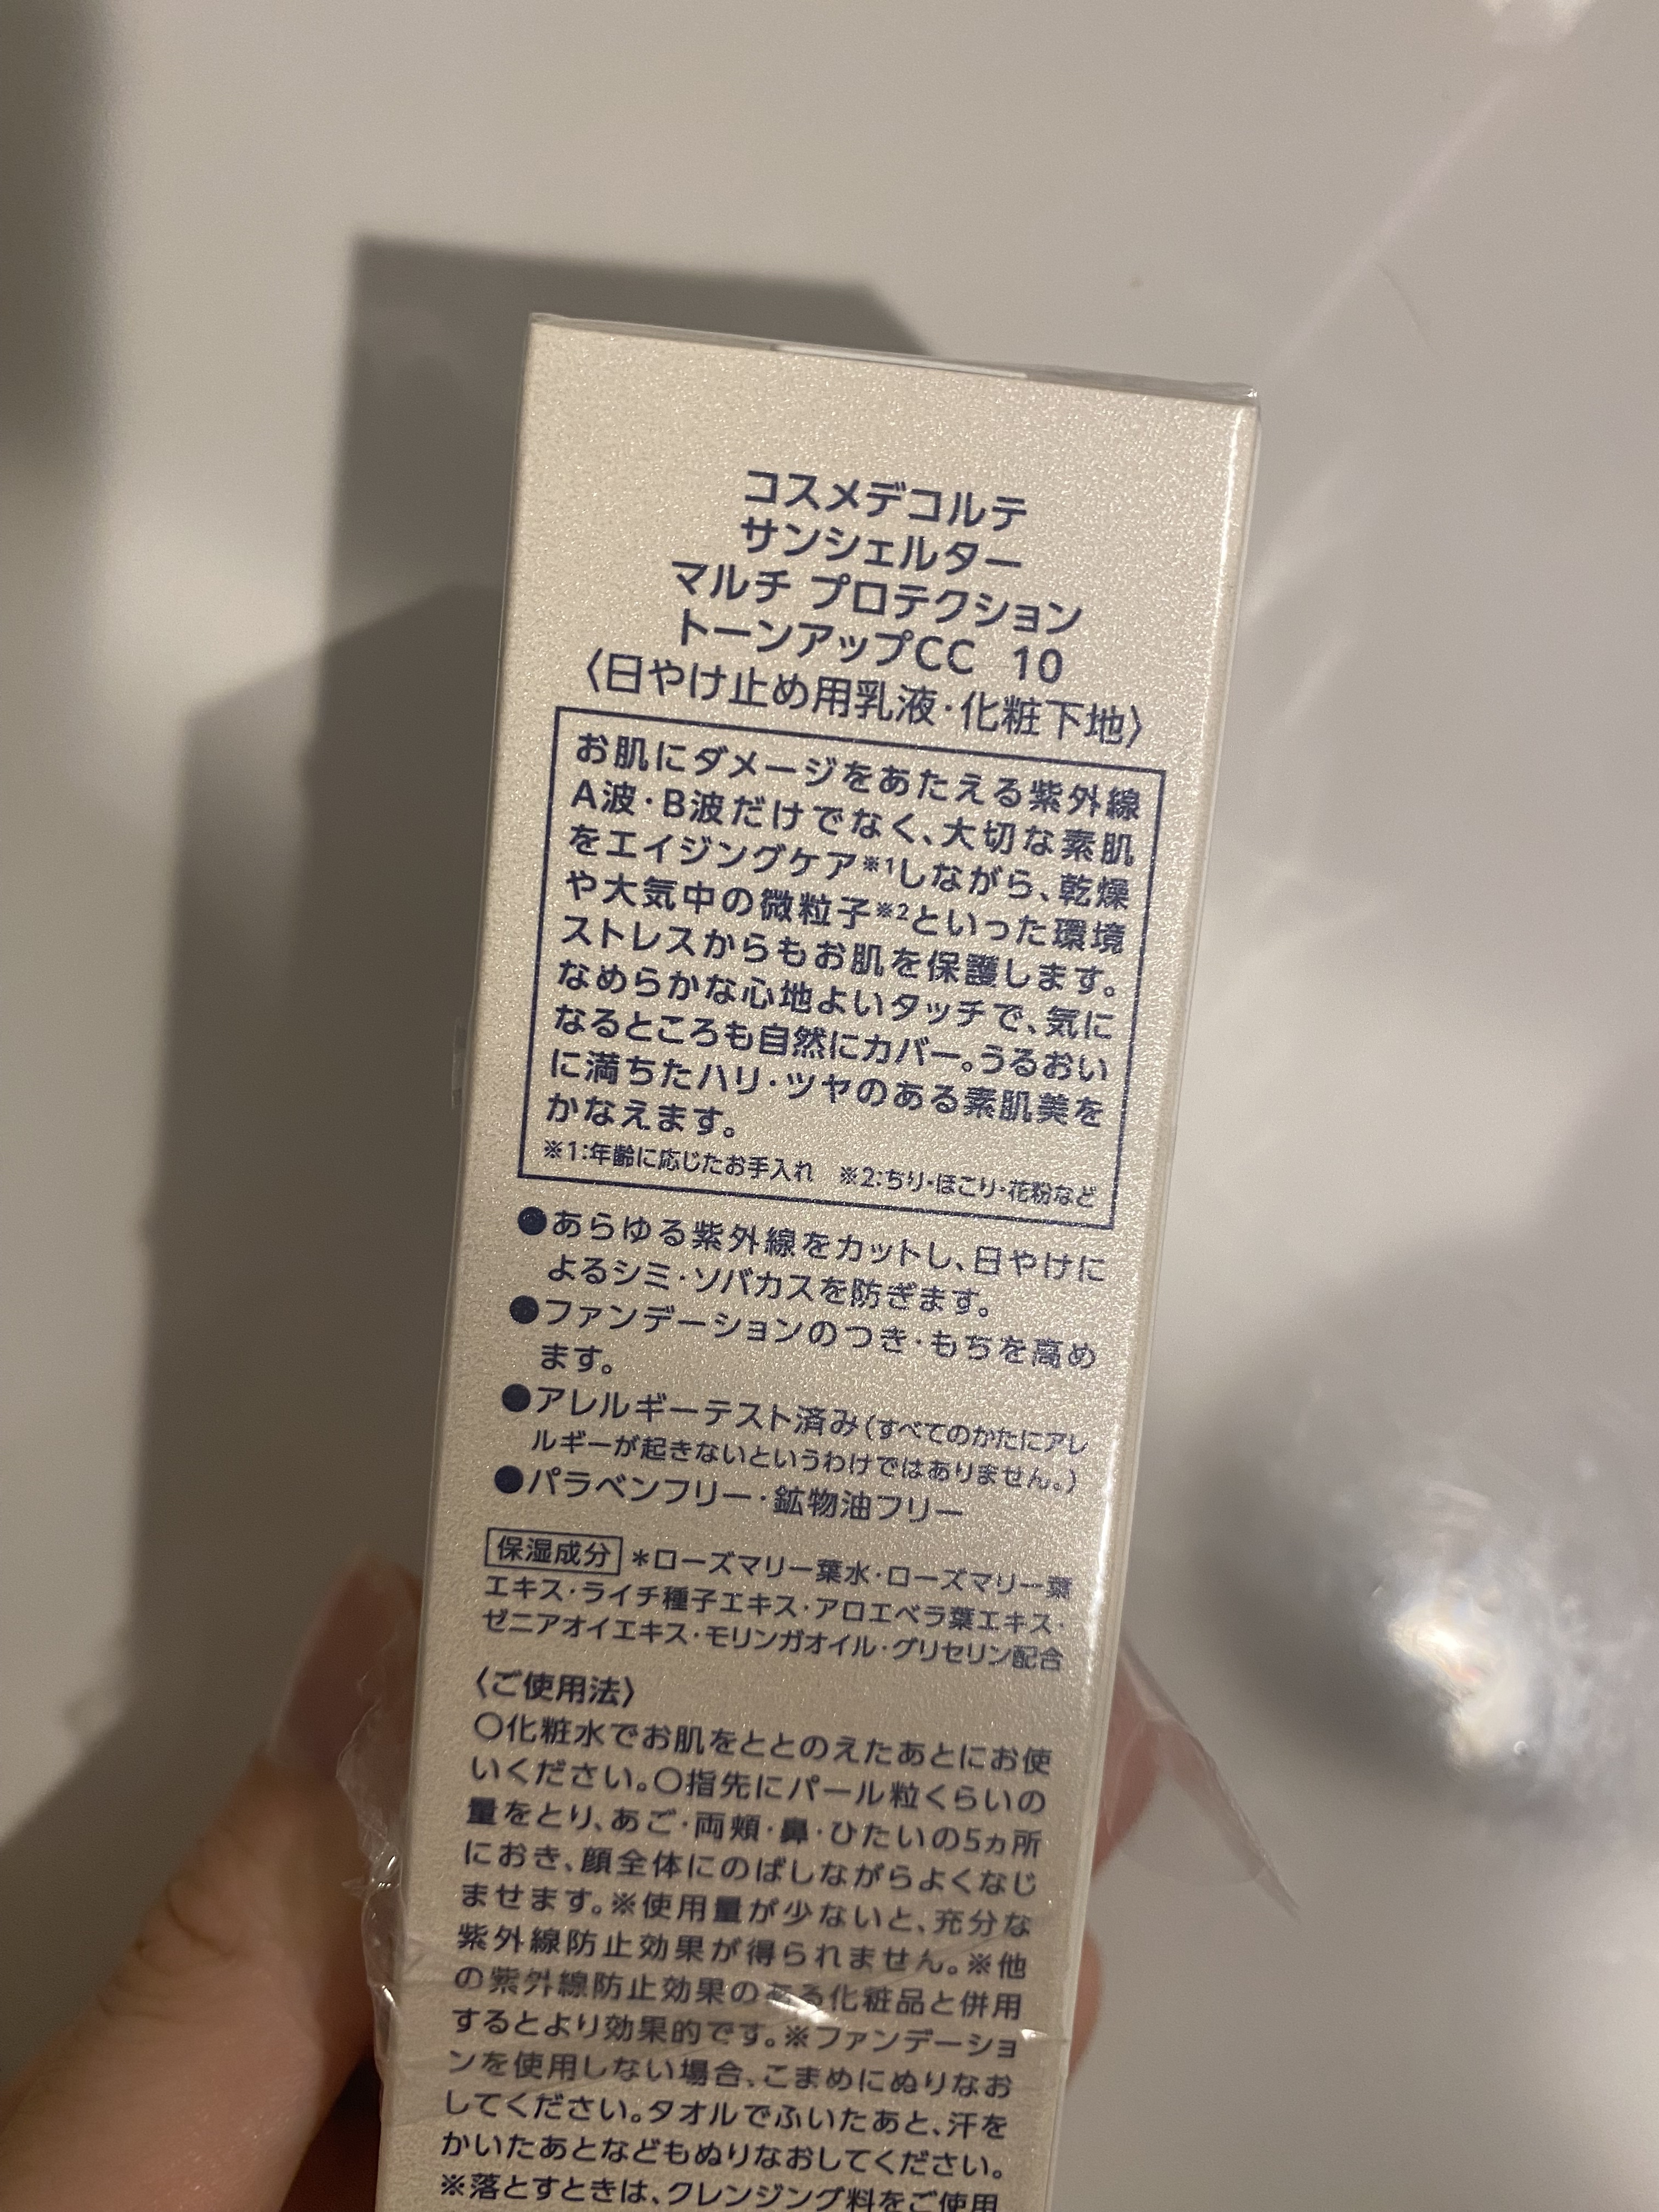 コスメデコルテ
サンシェルター
マルチ プロテクション
トーンアップCC 10
〈日やけ止め用乳液・化粧下地〉
お肌にダメージをあたえる紫外線
A波・B波だけでなく、大切な素肌
をエイジングケア※1しながら、乾燥
や大気中の微粒子※2といった環境
ストレスからもお肌を保護します。
なめらかな心地よいタッチで、気に
なるところも自然にカバー。うるおい
に満ちたハリ・ツヤのある素肌美を
かなえます。
※1:年齢に応じたお手入れ ※2:ちり・ほこり・花粉など
●あらゆる紫外線をカットし、日やけに
よるシミ・ソバカスを防ぎます。
●ファンデーションのつき・もちを高め
ます。
●アレルギーテスト済み(すべてのかたにアレ
ルギーが起きないというわけではありません。)
●パラベンフリー・鉱物油フリー
保湿成分 *ローズマリー葉水・ローズマリー葉
エキス・ライチ種子エキス・アロエベラ葉エキス・
ゼニアオイエキス・モリンガオイル・グリセリン配合
〈ご使用法〉
○化粧水でお肌をととのえたあとにお使
いください。○指先にパール粒くらいの
量をとり、あご・両頬・鼻・ひたいの5ヵ所
におき、顔全体にのばしながらよくなじ
ませます。※使用量が少ないと、充分な
紫外線防止効果が得られません。※他
の紫外線防止効果のある化粧品と併用
するとより効果的です。※ファンデーショ
ンを使用しない場合、こまめにぬりなお
してください。タオルでふいたあと、汗を
かいたあとなどもぬりなおしてください。
※落とすときは、クレンジング料をご使用